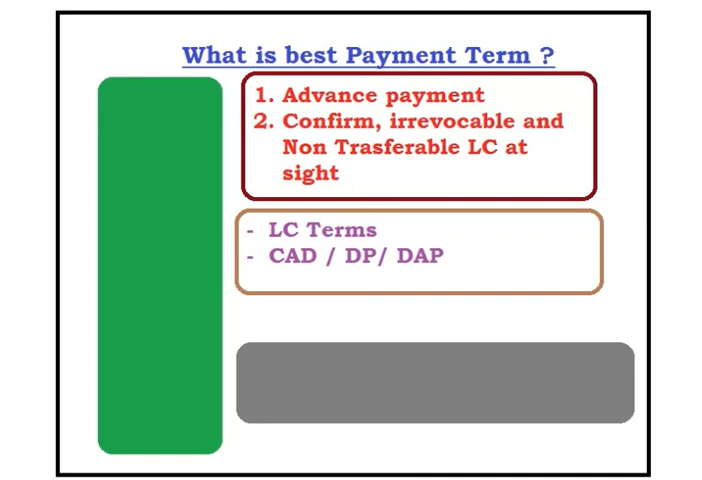 What is best Payment Term ?
1. Advance payment
2. Confirm, irrevocable and
Non Trasferable LC at
sight
- LC Terms
- CAD / DP/ DAP